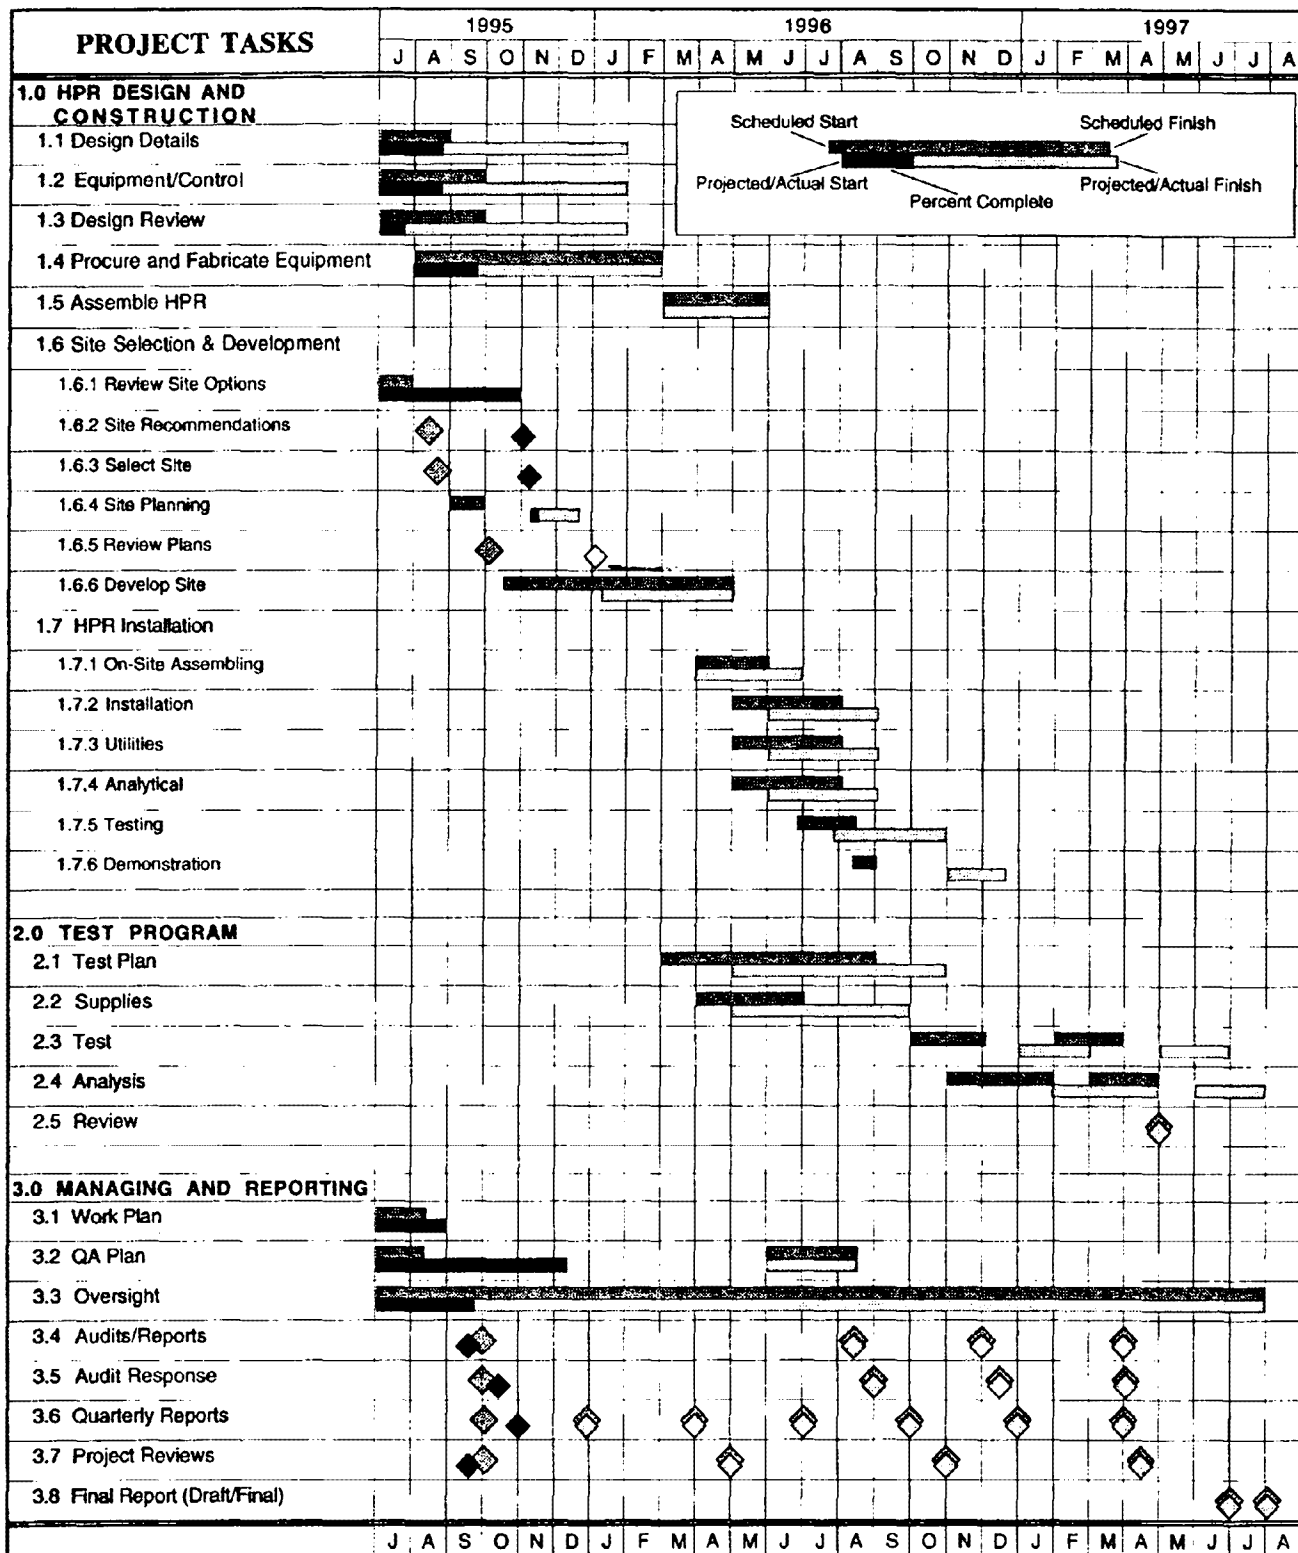 PROJECT TASKS
1995 1996 1997
J A S O N D J F M A M J J A S O N D J F M A M J J A
1.0 HPR DESIGN AND
CONSTRUCTION
Scheduled Start
Scheduled Finish
Projected/Actual Start
Projected/Actual Finish
Percent Complete
1.1 Design Details
1.2 Equipment/Control
1.3 Design Review
1.4 Procure and Fabricate Equipment
1.5 Assemble HPR
1.6 Site Selection & Development
1.6.1 Review Site Options
1.6.2 Site Recommendations
1.6.3 Select Site
1.6.4 Site Planning
1.6.5 Review Plans
1.6.6 Develop Site
1.7 HPR Installation
1.7.1 On-Site Assembling
1.7.2 Installation
1.7.3 Utilities
1.7.4 Analytical
1.7.5 Testing
1.7.6 Demonstration
2.0 TEST PROGRAM
2.1 Test Plan
2.2 Supplies
2.3 Test
2.4 Analysis
2.5 Review
3.0 MANAGING AND REPORTING
3.1 Work Plan
3.2 QA Plan
3.3 Oversight
3.4 Audits/Reports
3.5 Audit Response
3.6 Quarterly Reports
3.7 Project Reviews
3.8 Final Report (Draft/Final)
J A S O N D J F M A M J J A S O N D J F M A M J J A